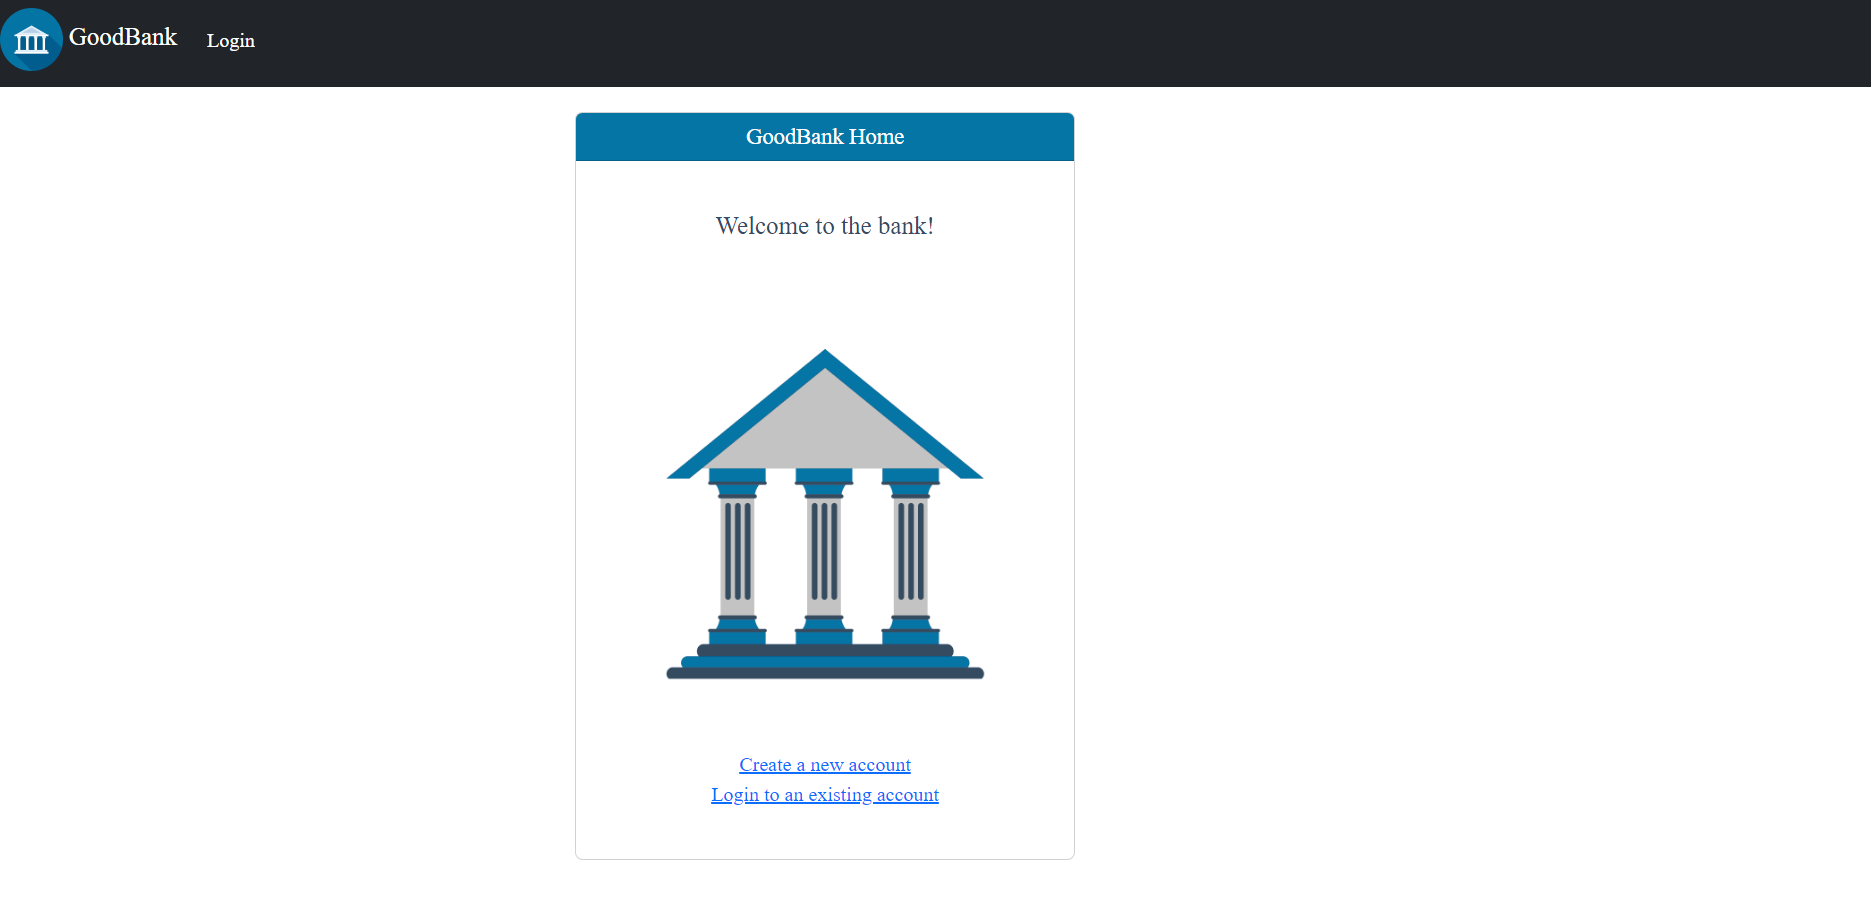 GoodBank Login
GoodBank Home
Welcome to the bank!
Create a new account
Login to an existing account